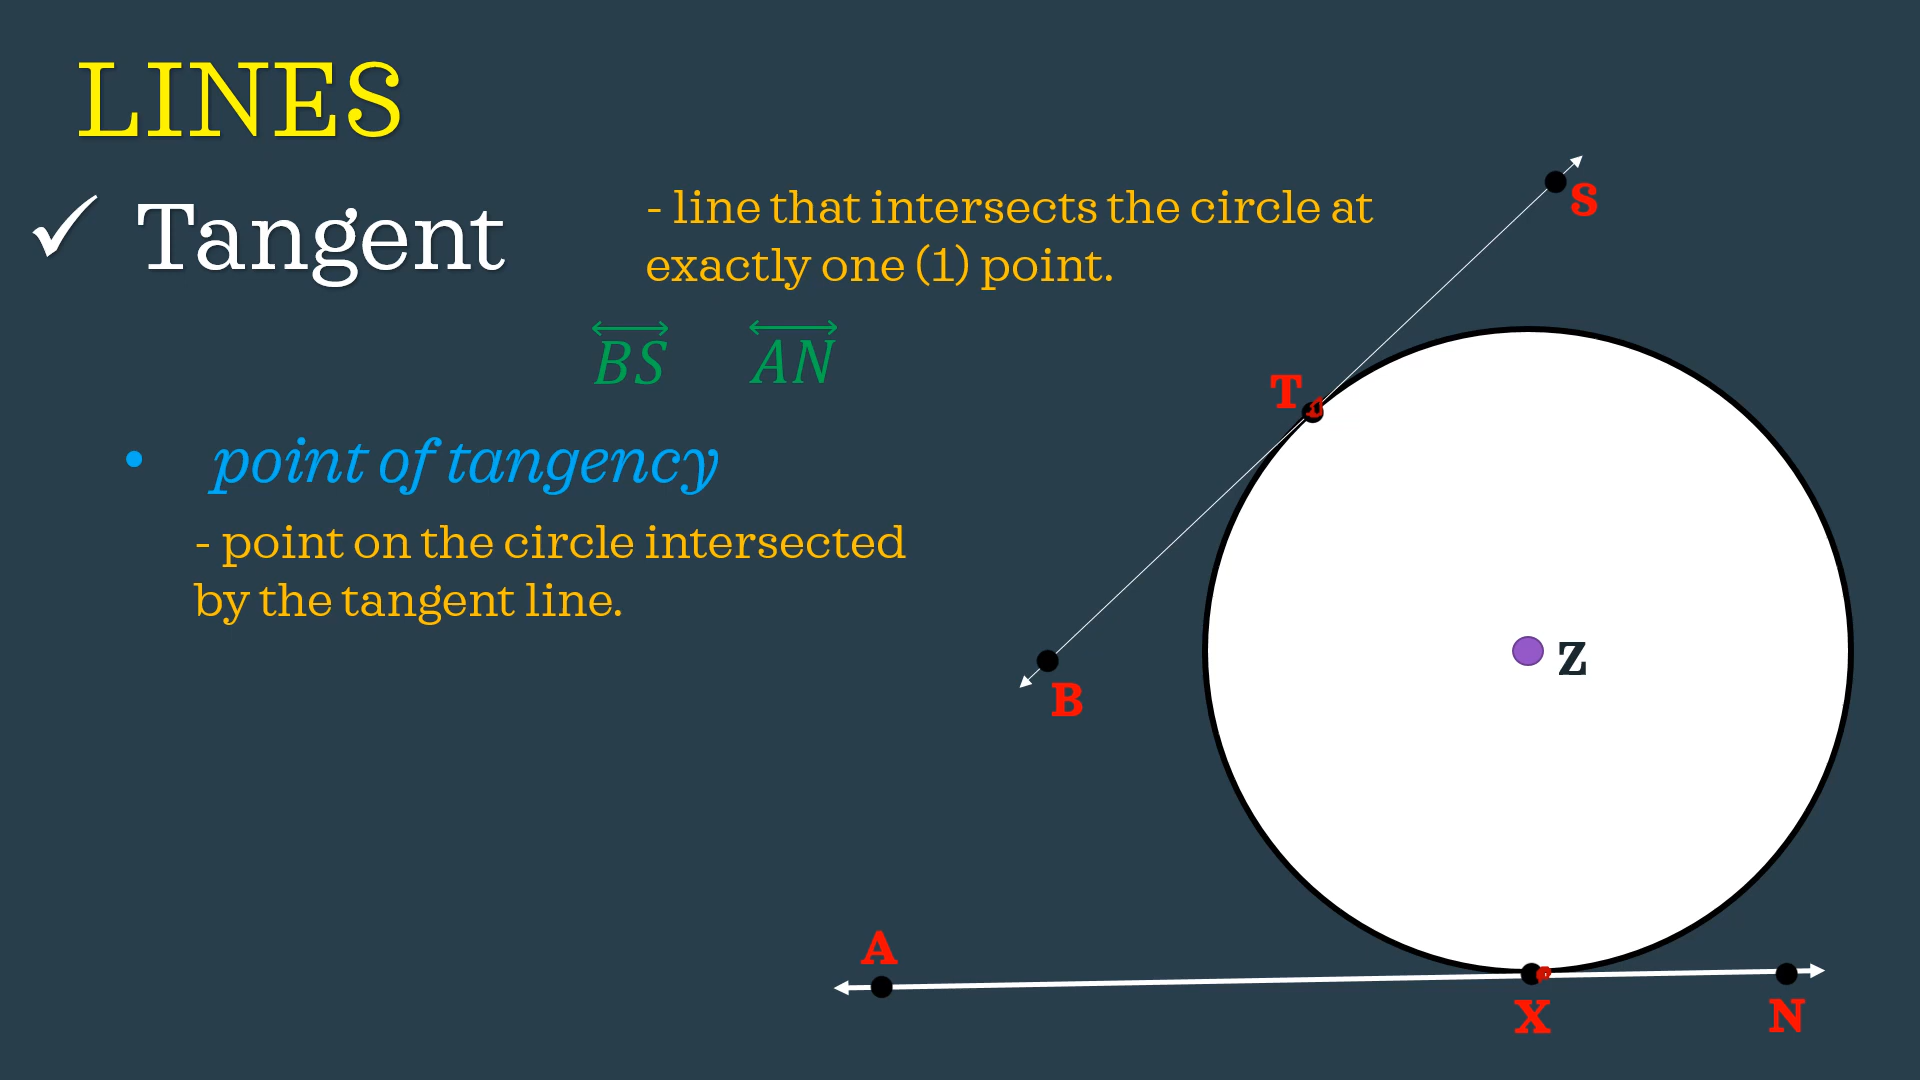 LINES
✓ Tangent
- line that intersects the circle at
exactly one (1) point.
BS AN
• point of tangency
- point on the circle intersected
by the tangent line.
S
T
Z
B
A
X
N